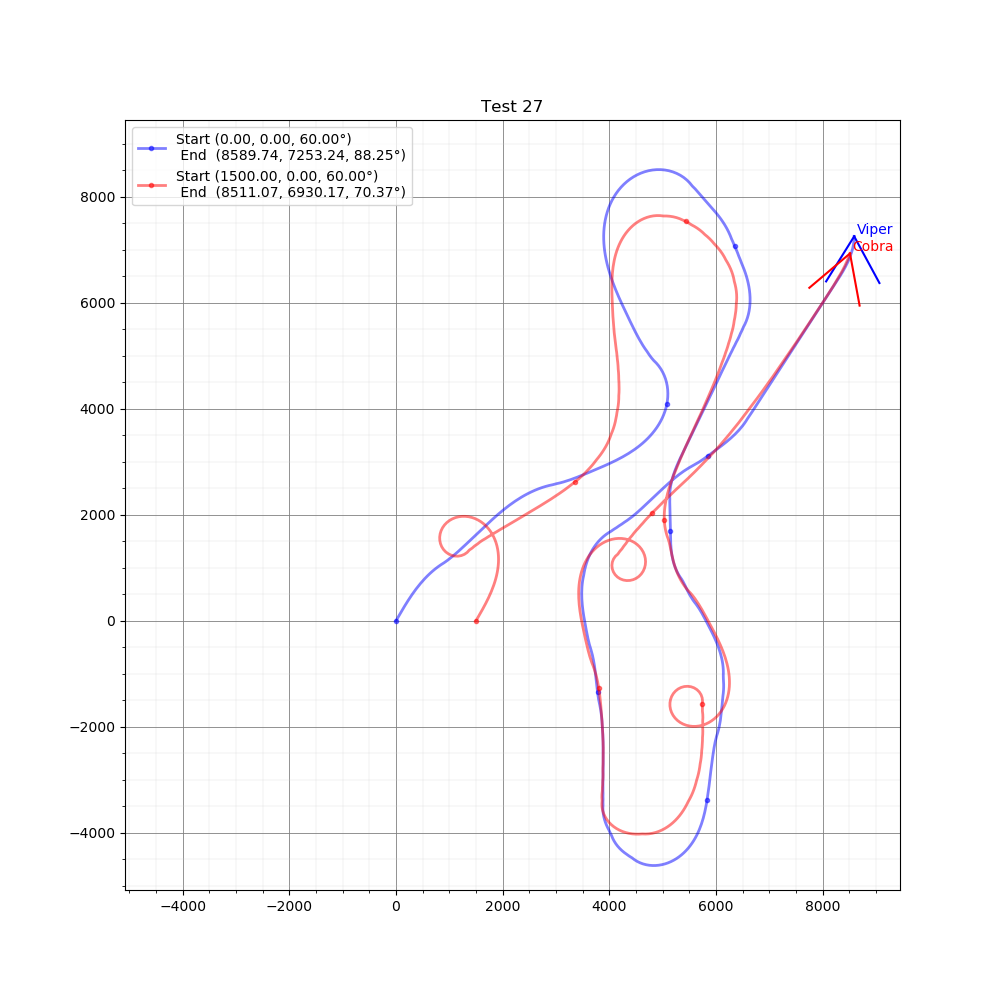 Test 27
Start (0.00, 0.00, 60.00°)
End  (8589.74, 7253.24, 88.25°)
Start (1500.00, 0.00, 60.00°)
End  (8511.07, 6930.17, 70.37°)
Viper
Cobra
8000
6000
4000
2000
0
−2000
−4000
−4000
−2000
0
2000
4000
6000
8000